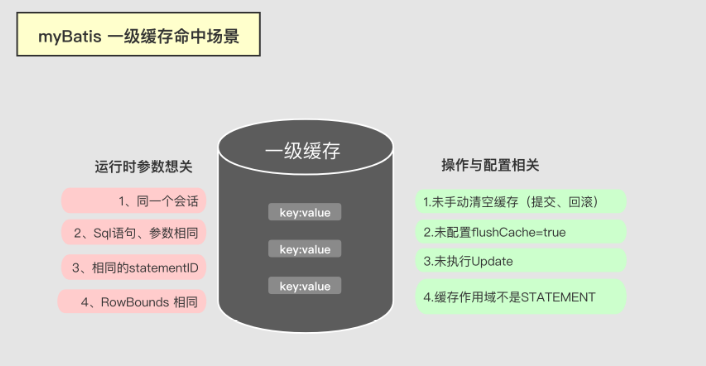 myBatis 一级缓存命中场景
一级缓存
运行时参数想关
1、同一个会话
2、Sql语句、参数相同
3、相同的statementID
4、RowBounds 相同
key:value
key:value
key:value
操作与配置相关
1.未手动清空缓存（提交、回滚）
2.未配置flushCache=true
3.未执行Update
4.缓存作用域不是STATEMENT